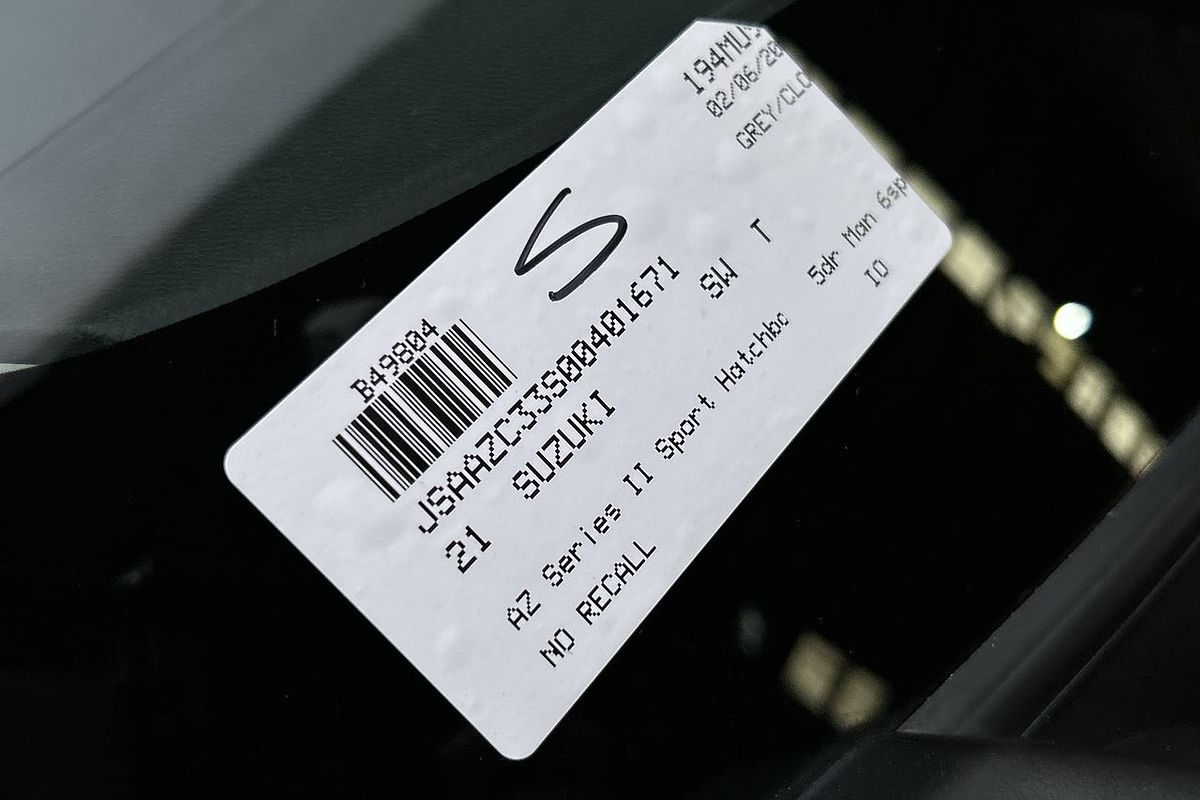 194MU
02/06/20
GREY/CLO
S
B49804
JSAAZC33S00401671 SW T
21 SUZUKI
AZ Series II Sport Hatchbc 5dr Man 6sp
NO RECALL IO